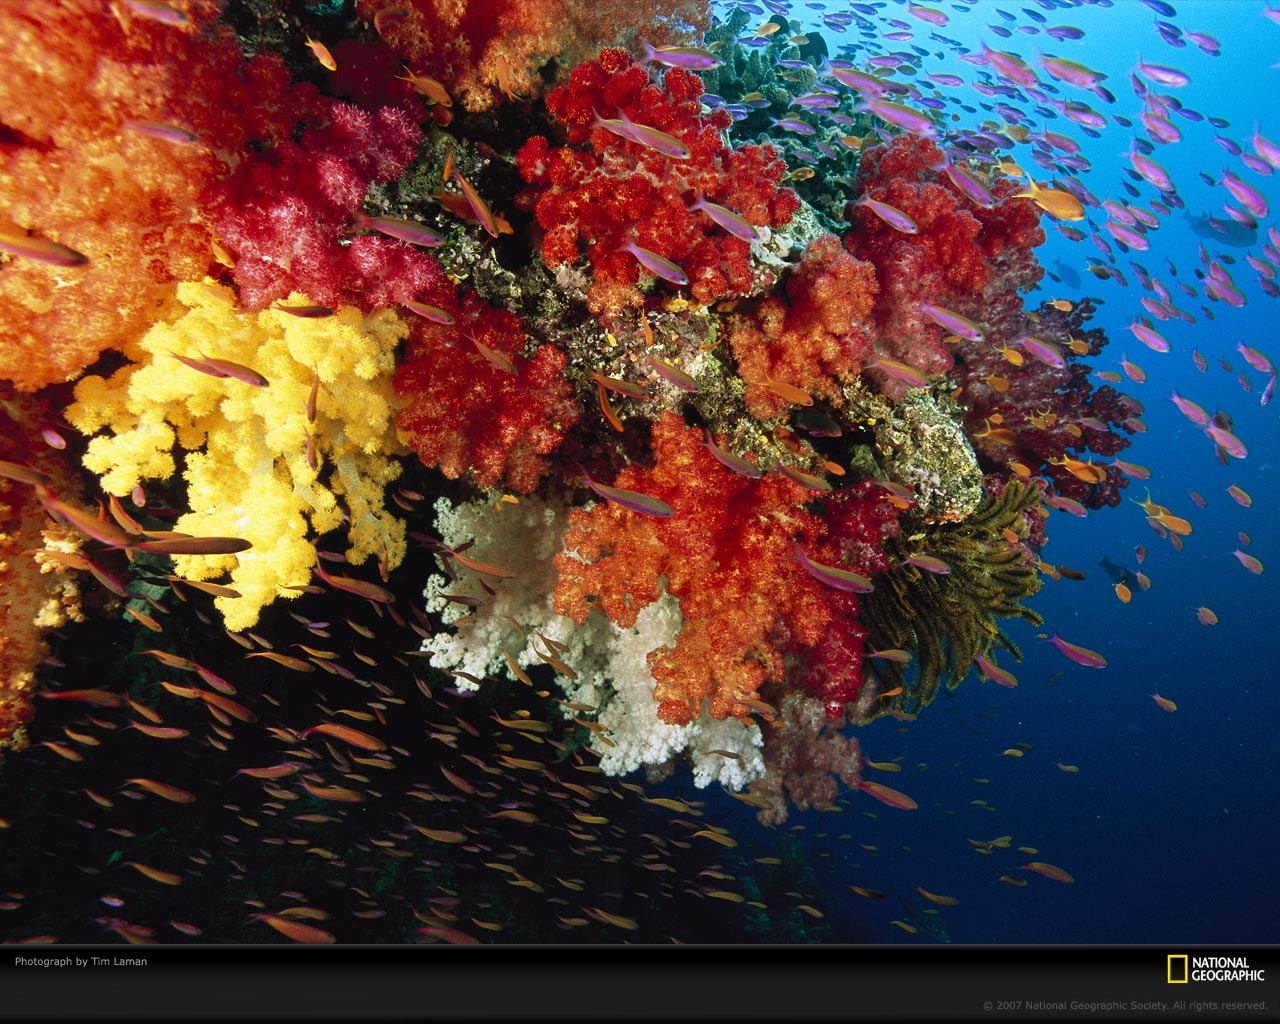 Photograph by Tim Laman
NATIONAL
GEOGRAPHIC
© 2007 National Geographic Society. All rights reserved.